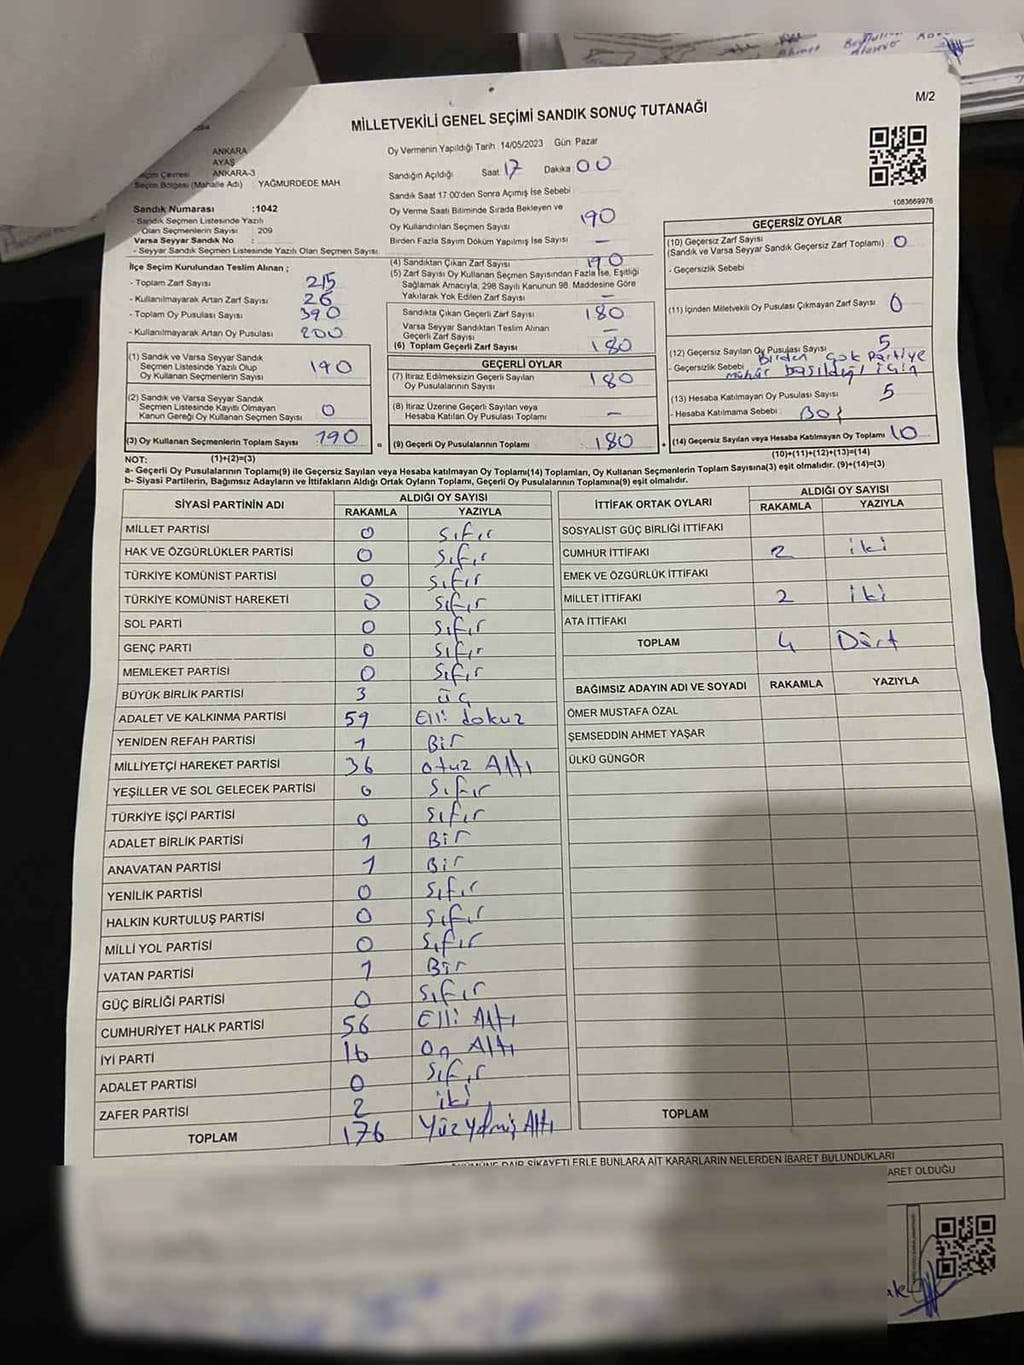 Ahmet
M/2
MİLLETVEKİLİ GENEL SEÇİMİ SANDIK SONUÇ TUTANAĞI
ANKARA
AYAŞ
Seçim Çevresi ANKARA-3
Seçim Bölgesi (Mahalle Adı) : YAĞMURDEDE MAH
Oy Vermenin Yapıldığı Tarih :14/05/2023 Gün: Pazar
Sandığın Açıldığı Saat 17 Dakika 00
Sandık Saat 17:00'den Sonra Açımış İse Sebebi
Oy Verme Saati Bitiminde Sırada Bekleyen ve
Oy Kullandırılan Seçmen Sayısı 190
Birden Fazla Sayım Döküm Yapılmış İse Sayısı –
1083669976
Sandık Numarası :1042
- Sandık Seçmen Listesinde Yazılı
Olan Seçmenlerin Sayısı : 209
Varsa Seyyar Sandık No :
- Seyyar Sandık Seçmen Listesinde Yazılı Olan Seçmen Sayısı
İlçe Seçim Kurulundan Teslim Alınan ;
- Toplam Zarf Sayısı 215
- Kullanılmayarak Artan Zarf Sayısı 26
- Toplam Oy Pusulası Sayısı 390
- Kullanılmayarak Artan Oy Pusulası 200
(1) Sandık ve Varsa Seyyar Sandık
Seçmen Listesinde Yazılı Olup
Oy Kullanan Seçmenlerin Sayısı 190
(2) Sandık ve Varsa Seyyar Sandık
Seçmen Listesinde Kayıtlı Olmayan
Kanun Gereği Oy Kullanan Seçmen Sayısı 0
(3) Oy Kullanan Seçmenlerin Toplam Sayısı 190 =
(1)+(2)=(3)
(4) Sandıktan Çıkan Zarf Sayısı 190
(5) Zarf Sayısı Oy Kullanan Seçmen Sayısından Fazla İse, Eşitliği
Sağlamak Amacıyla, 298 Sayılı Kanunun 98. Maddesine Göre
Yakılarak Yok Edilen Zarf Sayısı –
Sandıkta Çıkan Geçerli Zarf Sayısı 180
Varsa Seyyar Sandıktan Teslim Alınan
Geçerli Zarf Sayısı –
(6) Toplam Geçerli Zarf Sayısı 180
GEÇERLİ OYLAR
(7) İtiraz Edilmeksizin Geçerli Sayılan
Oy Pusulalarının Sayısı 180
(8) İtiraz Üzerine Geçerli Sayılan veya
Hesaba Katılan Oy Pusulası Toplamı –
(9) Geçerli Oy Pusulalarının Toplamı 180 +
GEÇERSİZ OYLAR
(10) Geçersiz Zarf Sayısı
(Sandık ve Varsa Seyyar Sandık Geçersiz Zarf Toplamı) 0
- Geçersizlik Sebebi
(11) İçinden Milletvekili Oy Pusulası Çıkmayan Zarf Sayısı 0
(12) Geçersiz Sayılan Oy Pusulası Sayısı 5
- Geçersizlik Sebebi Birden Çok Partiye
mühür basıldığı için
(13) Hesaba Katılmayan Oy Pusulası Sayısı 5
- Hesaba Katılmama Sebebi : Boş
(14) Geçersiz Sayılan veya Hesaba Katılmayan Oy Toplamı 10
(10)+(11)+(12)+(13)=(14)
NOT:
a- Geçerli Oy Pusulalarının Toplamı(9) ile Geçersiz Sayılan veya Hesaba katılmayan Oy Toplamı(14) Toplamları, Oy Kullanan Seçmenlerin Toplam Sayısına(3) eşit olmalıdır. (9)+(14)=(3)
b- Siyasi Partilerin, Bağımsız Adayların ve İttifakların Aldığı Ortak Oyların Toplamı, Geçerli Oy Pusulalarının Toplamına(9) eşit olmalıdır.
SİYASİ PARTİNİN ADI ALDIĞI OY SAYISI
RAKAMLA YAZIYLA
MİLLET PARTİSİ 0 Sıfır
HAK VE ÖZGÜRLÜKLER PARTİSİ 0 Sıfır
TÜRKİYE KOMÜNİST PARTİSİ 0 Sıfır
TÜRKİYE KOMÜNİST HAREKETİ 0 Sıfır
SOL PARTİ 0 Sıfır
GENÇ PARTİ 0 Sıfır
MEMLEKET PARTİSİ 0 Sıfır
BÜYÜK BİRLİK PARTİSİ 3 üç
ADALET VE KALKINMA PARTİSİ 59 Elli dokuz
YENİDEN REFAH PARTİSİ 1 Bir
MİLLİYETÇİ HAREKET PARTİSİ 36 otuz Altı
YEŞİLLER VE SOL GELECEK PARTİSİ 0 Sıfır
TÜRKİYE İŞÇİ PARTİSİ 0 Sıfır
ADALET BİRLİK PARTİSİ 1 Bir
ANAVATAN PARTİSİ 1 Bir
YENİLİK PARTİSİ 0 Sıfır
HALKIN KURTULUŞ PARTİSİ 0 Sıfır
MİLLİ YOL PARTİSİ 0 Sıfır
VATAN PARTİSİ 1 Bir
GÜÇ BİRLİĞİ PARTİSİ 0 Sıfır
CUMHURİYET HALK PARTİSİ 56 Elli Altı
İYİ PARTİ 16 On Altı
ADALET PARTİSİ 0 Sıfır
ZAFER PARTİSİ 2 iki
TOPLAM 176 Yüz Yetmiş Altı
İTTİFAK ORTAK OYLARI ALDIĞI OY SAYISI
RAKAMLA YAZIYLA
SOSYALİST GÜÇ BİRLİĞİ İTTİFAKI
CUMHUR İTTİFAKI 2 iki
EMEK VE ÖZGÜRLÜK İTTİFAKI
MİLLET İTTİFAKI 2 iki
ATA İTTİFAKI
TOPLAM 4 Dört
BAĞIMSIZ ADAYIN ADI VE SOYADI RAKAMLA YAZIYLA
ÖMER MUSTAFA ÖZAL
ŞEMSEDDİN AHMET YAŞAR
ÜLKÜ GÜNGÖR
TOPLAM
ŞİKAYETLERLE BUNLARA AİT KARARLARIN NELERDEN İBARET BULUNDUKLARI
ARET OLDUĞU